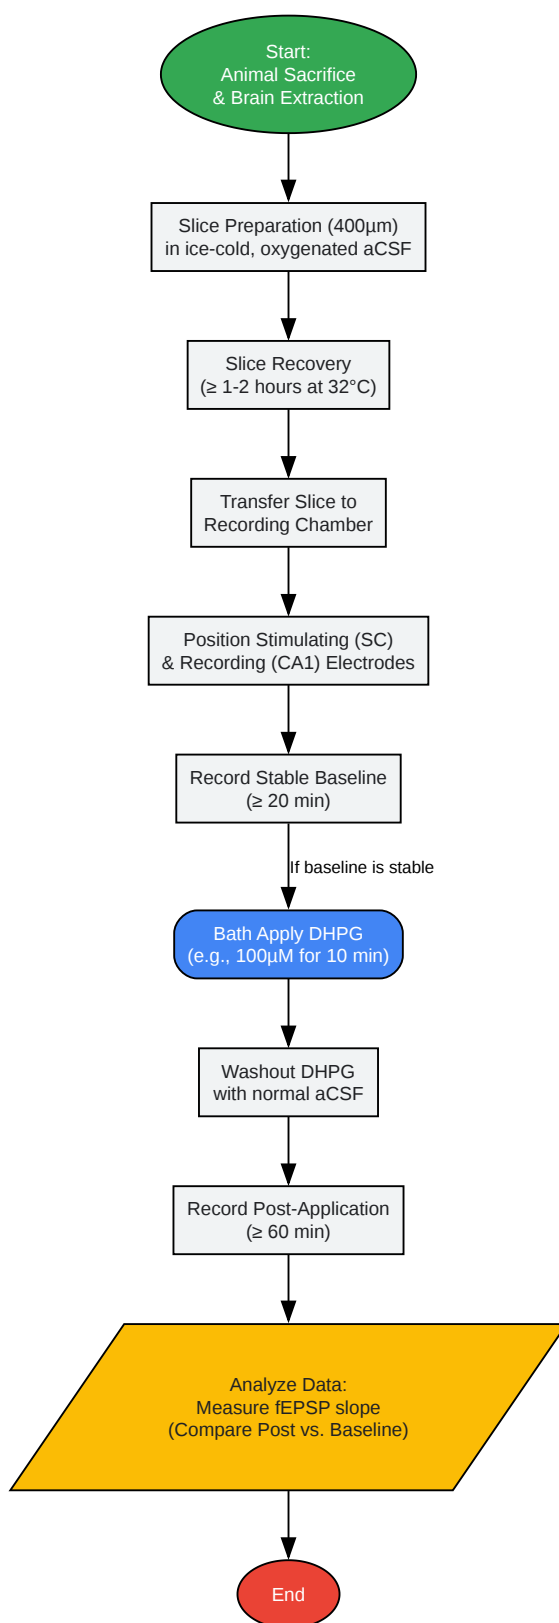 Start:
Animal Sacrifice
& Brain Extraction
Slice Preparation (400µm)
in ice-cold, oxygenated aCSF
Slice Recovery
(≥ 1-2 hours at 32°C)
Transfer Slice to
Recording Chamber
Position Stimulating (SC)
& Recording (CA1) Electrodes
Record Stable Baseline
(≥ 20 min)
If baseline is stable
Bath Apply DHPG
(e.g., 100µM for 10 min)
Washout DHPG
with normal aCSF
Record Post-Application
(≥ 60 min)
Analyze Data:
Measure fEPSP slope
(Compare Post vs. Baseline)
End